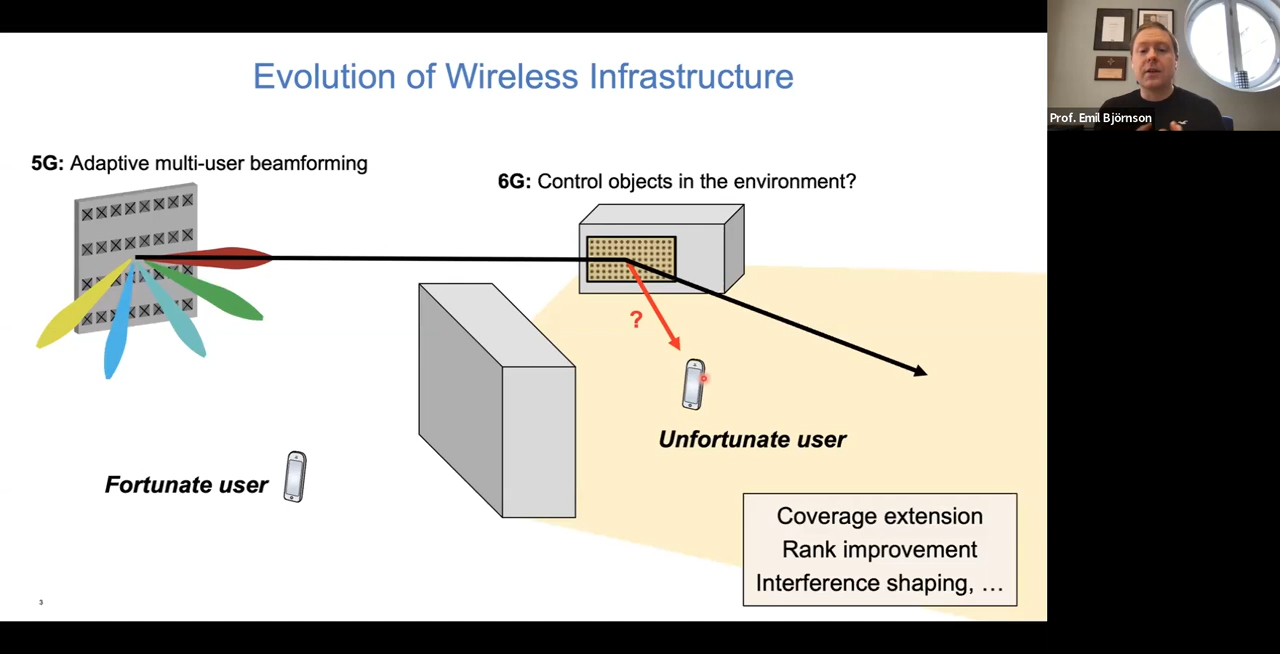 Evolution of Wireless Infrastructure
Prof. Emil Björnson
5G: Adaptive multi-user beamforming
6G: Control objects in the environment?
?
Unfortunate user
Fortunate user
Coverage extension
Rank improvement
Interference shaping, …
3